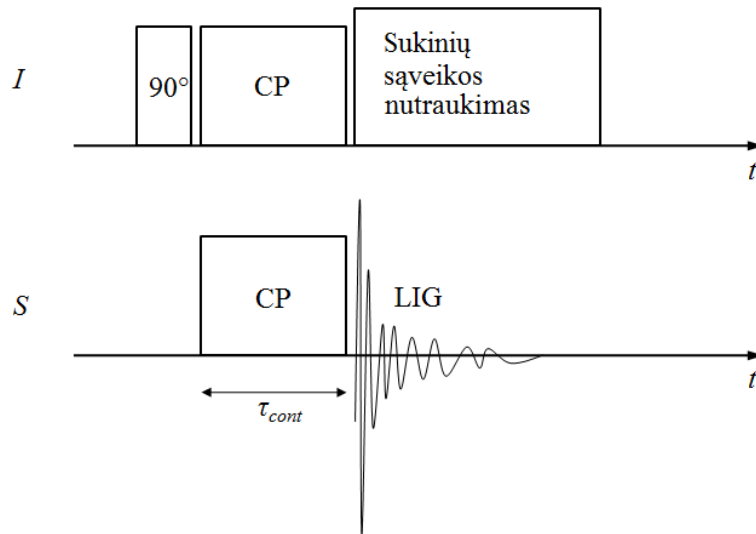 I
90°
CP
Sukinių
sąveikos
nutraukimas
t
S
CP
LIG
t
τcont